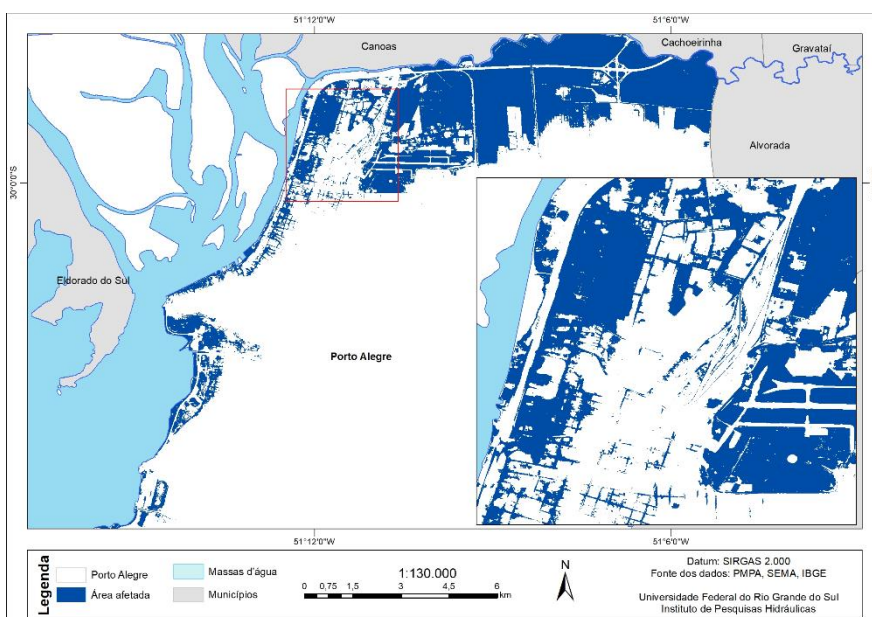 51°12'0"W
51°6'0"W
Canoas
Cachoeirinha
Gravataí
Alvorada
30°0'0"S
30°0'0"S
Eldorado do Sul
Porto Alegre
51°12'0"W
51°6'0"W
Legenda
Porto Alegre
Massas d'água
Área afetada
Municípios
1:130.000
0 0,75 1,5 3 4,5 6
km
N
Datum: SIRGAS 2.000
Fonte dos dados: PMPA, SEMA, IBGE
Universidade Federal do Rio Grande do Sul
Instituto de Pesquisas Hidráulicas